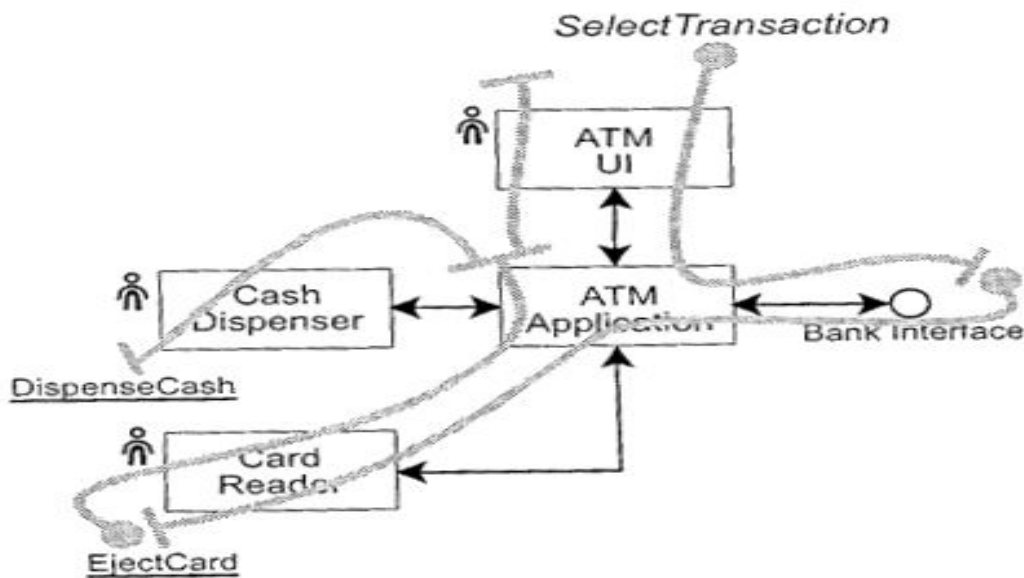 SelectTransaction
ATM
UI
Cash
Dispenser
ATM
Application
Bank Interface
DispenseCash
Card
Reader
EjectCard